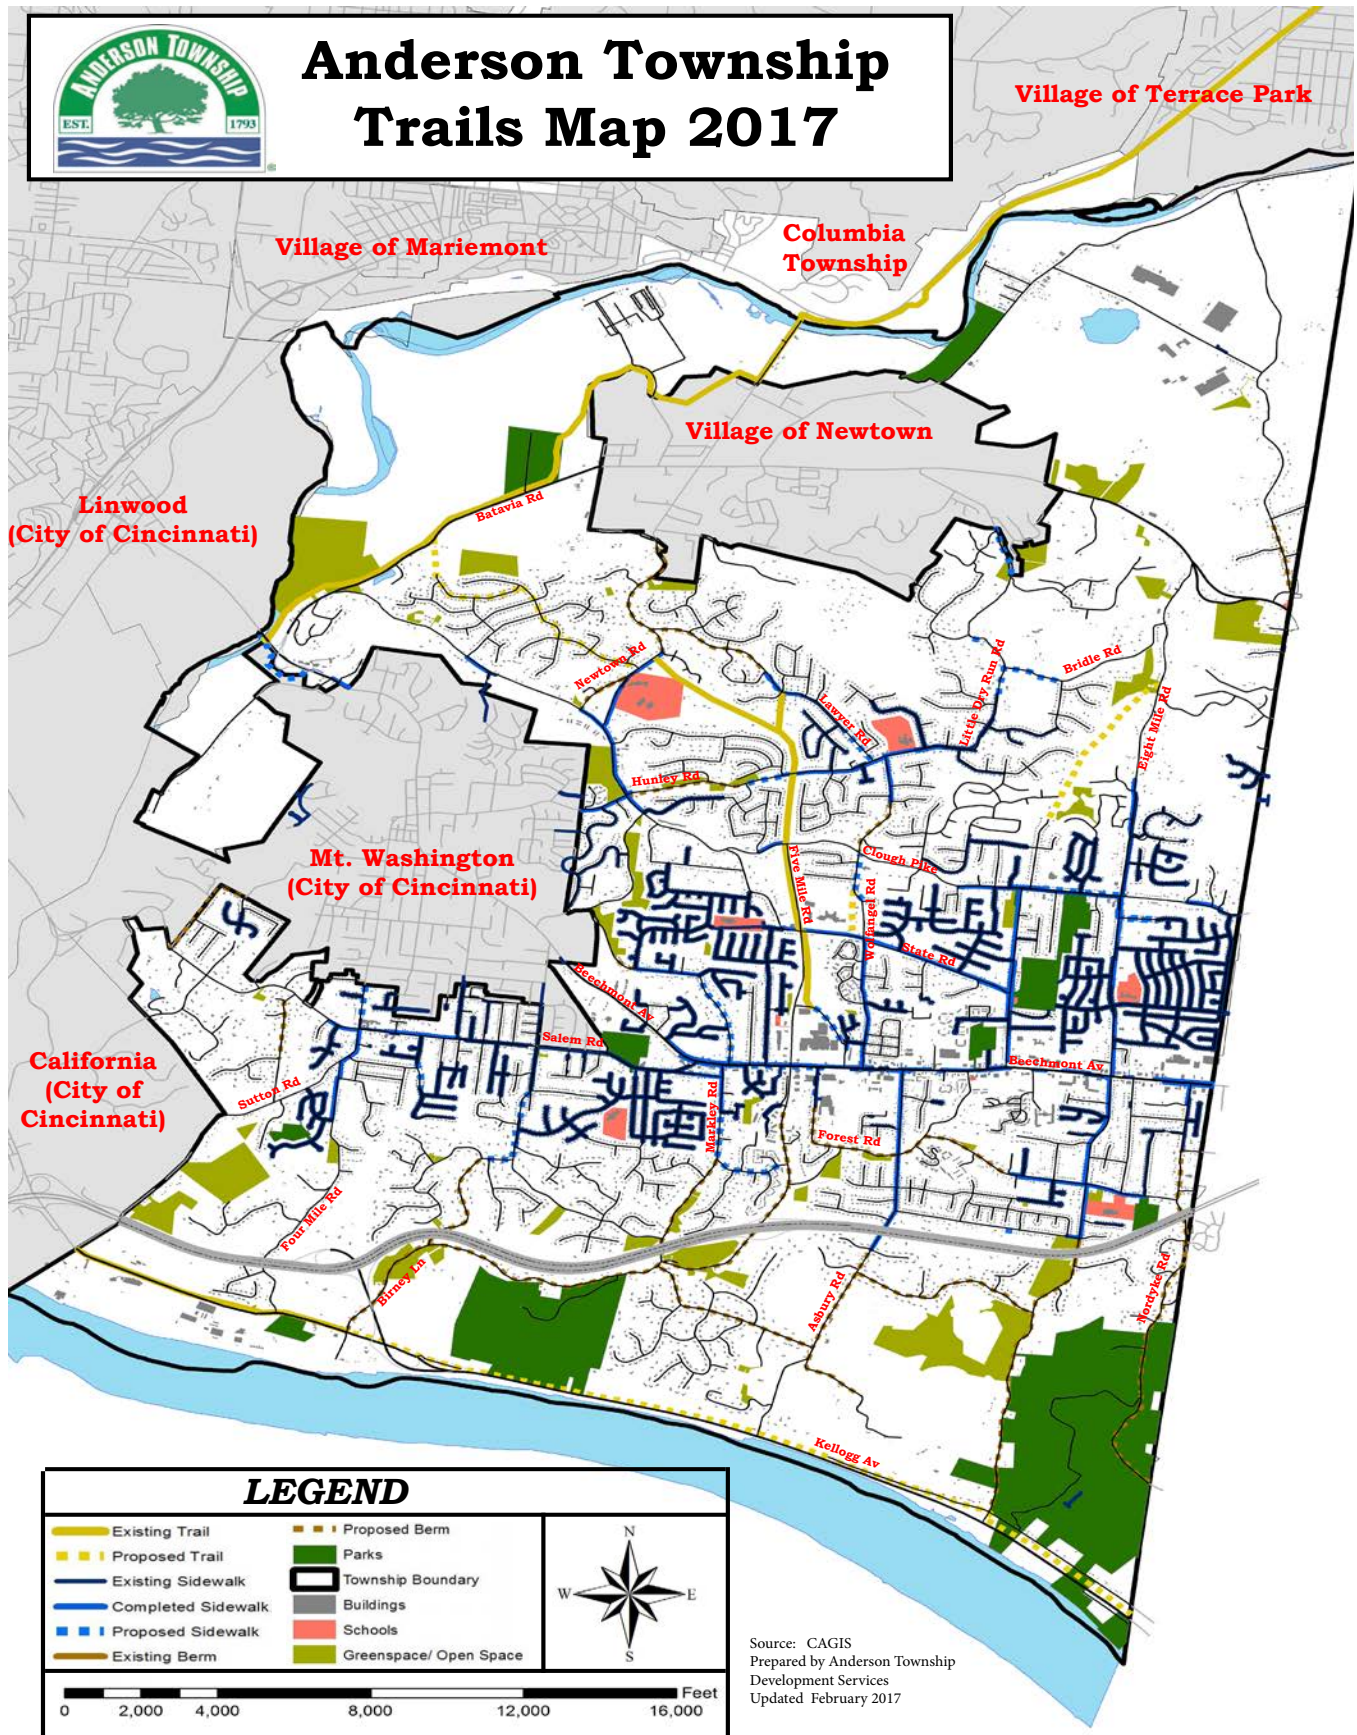 ANDERSON TOWNSHIP
EST. 1793
®
Anderson Township
Trails Map 2017
Village of Terrace Park
Columbia
Township
Village of Mariemont
Village of Newtown
Linwood
(City of Cincinnati)
Batavia Rd
Newtown Rd
Lawyer Rd
Little Dry Run Rd
Bridle Rd
Eight Mile Rd
Hunley Rd
Mt. Washington
(City of Cincinnati)
Clough Pike
Five Mile Rd
Wolfangel Rd
State Rd
Beechmont Av
Salem Rd
Beechmont Av
California
(City of
Cincinnati)
Sutton Rd
Markley Rd
Forest Rd
Four Mile Rd
Birney Ln
Asbury Rd
Nordyke Rd
Kellogg Av
LEGEND
Existing Trail
Proposed Trail
Existing Sidewalk
Completed Sidewalk
Proposed Sidewalk
Existing Berm
Proposed Berm
Parks
Township Boundary
Buildings
Schools
Greenspace/ Open Space
N
W E
S
Feet
0 2,000 4,000 8,000 12,000 16,000
Source: CAGIS
Prepared by Anderson Township
Development Services
Updated February 2017